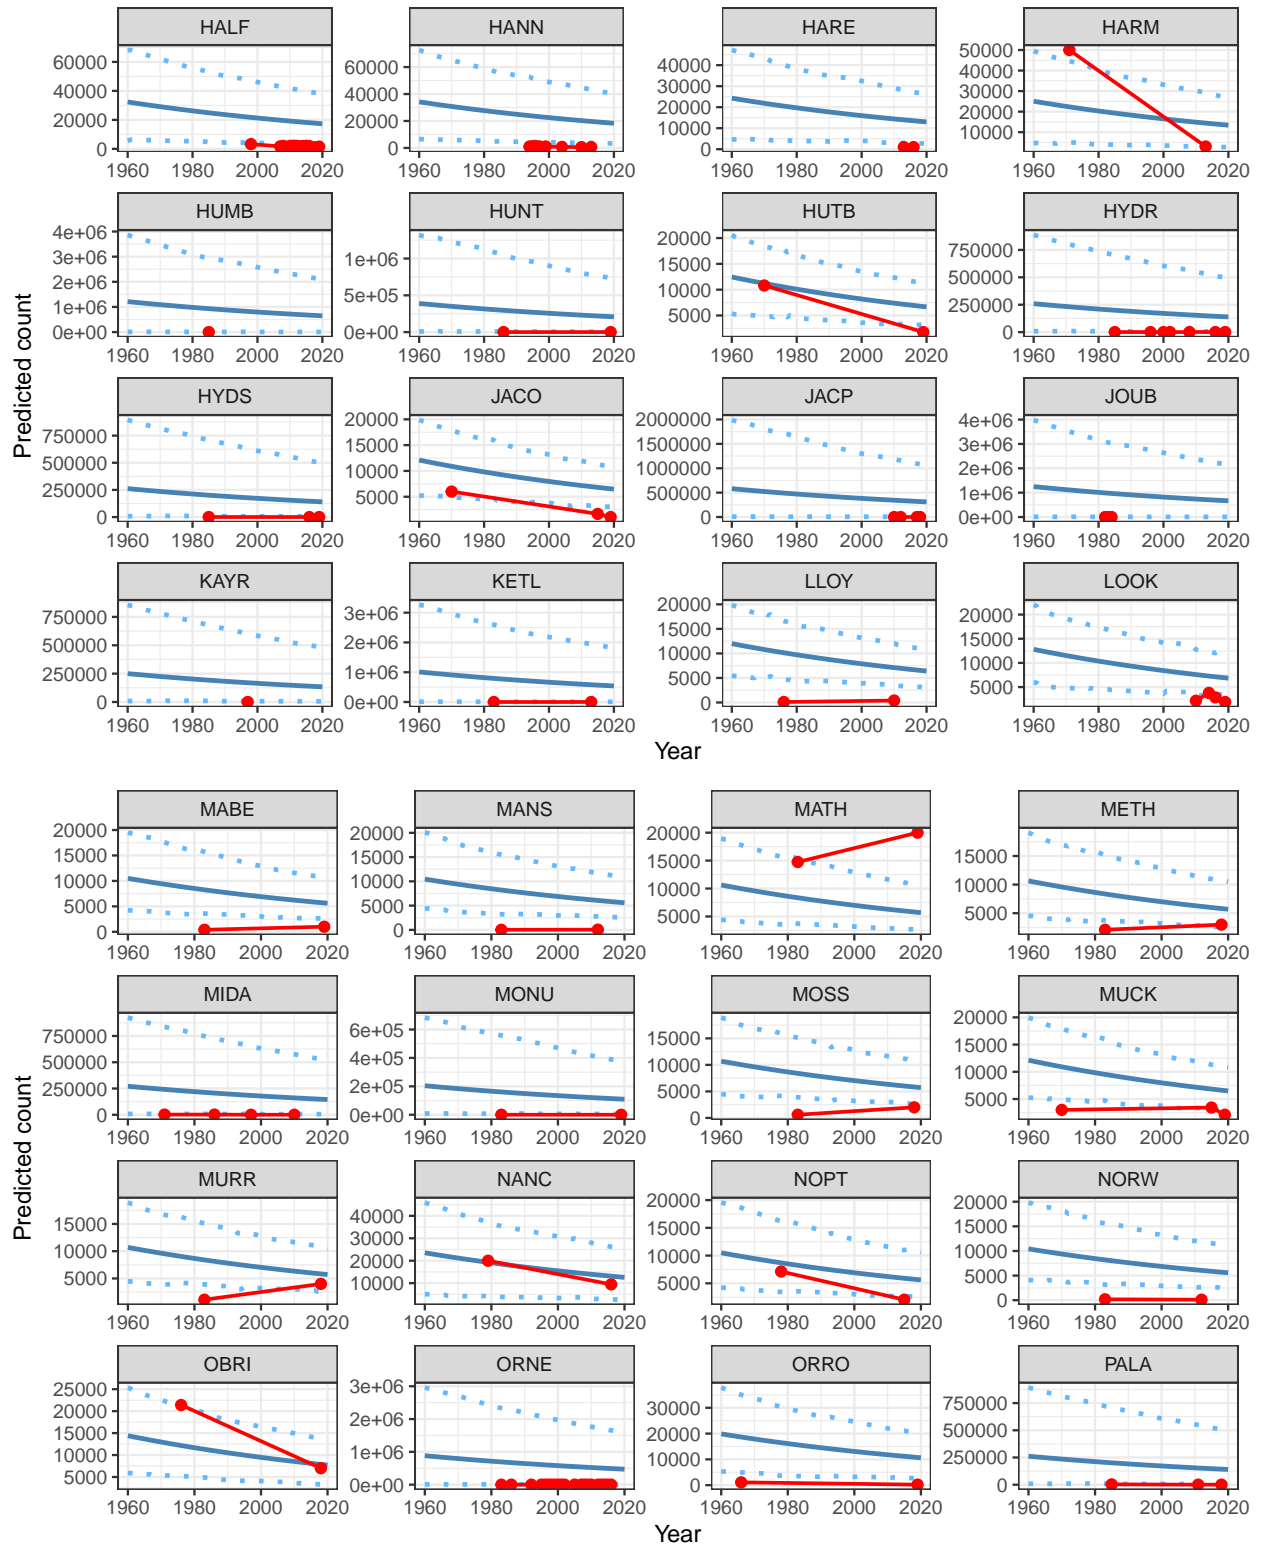 HALF HANN HARE HARM
60000 40000 20000 0
60000 40000 20000 0
40000 30000 20000 10000 0
50000 40000 30000 20000 10000
1960 1980 2000 2020 1960 1980 2000 2020 1960 1980 2000 2020 1960 1980 2000 2020
HUMB HUNT HUTB HYDR
4e+06 3e+06 2e+06 1e+06 0e+00
1e+06 5e+05 0e+00
20000 15000 10000 5000
750000 500000 250000 0
1960 1980 2000 2020 1960 1980 2000 2020 1960 1980 2000 2020 1960 1980 2000 2020
Predicted count
HYDS JACO JACP JOUB
750000 500000 250000 0
20000 15000 10000 5000
2000000 1500000 1000000 500000 0
4e+06 3e+06 2e+06 1e+06 0e+00
1960 1980 2000 2020 1960 1980 2000 2020 1960 1980 2000 2020 1960 1980 2000 2020
KAYR KETL LLOY LOOK
750000 500000 250000 0
3e+06 2e+06 1e+06 0e+00
20000 15000 10000 5000 0
20000 15000 10000 5000
1960 1980 2000 2020 1960 1980 2000 2020 1960 1980 2000 2020 1960 1980 2000 2020
Year
MABE MANS MATH METH
20000 15000 10000 5000 0
20000 15000 10000 5000 0
20000 15000 10000 5000
15000 10000 5000
1960 1980 2000 2020 1960 1980 2000 2020 1960 1980 2000 2020 1960 1980 2000 2020
MIDA MONU MOSS MUCK
750000 500000 250000 0
6e+05 4e+05 2e+05 0e+00
15000 10000 5000 0
20000 15000 10000 5000
1960 1980 2000 2020 1960 1980 2000 2020 1960 1980 2000 2020 1960 1980 2000 2020
Predicted count
MURR NANC NOPT NORW
15000 10000 5000
40000 30000 20000 10000
20000 15000 10000 5000
20000 15000 10000 5000 0
1960 1980 2000 2020 1960 1980 2000 2020 1960 1980 2000 2020 1960 1980 2000 2020
OBRI ORNE ORRO PALA
25000 20000 15000 10000 5000
3e+06 2e+06 1e+06 0e+00
30000 20000 10000 0
750000 500000 250000 0
1960 1980 2000 2020 1960 1980 2000 2020 1960 1980 2000 2020 1960 1980 2000 2020
Year